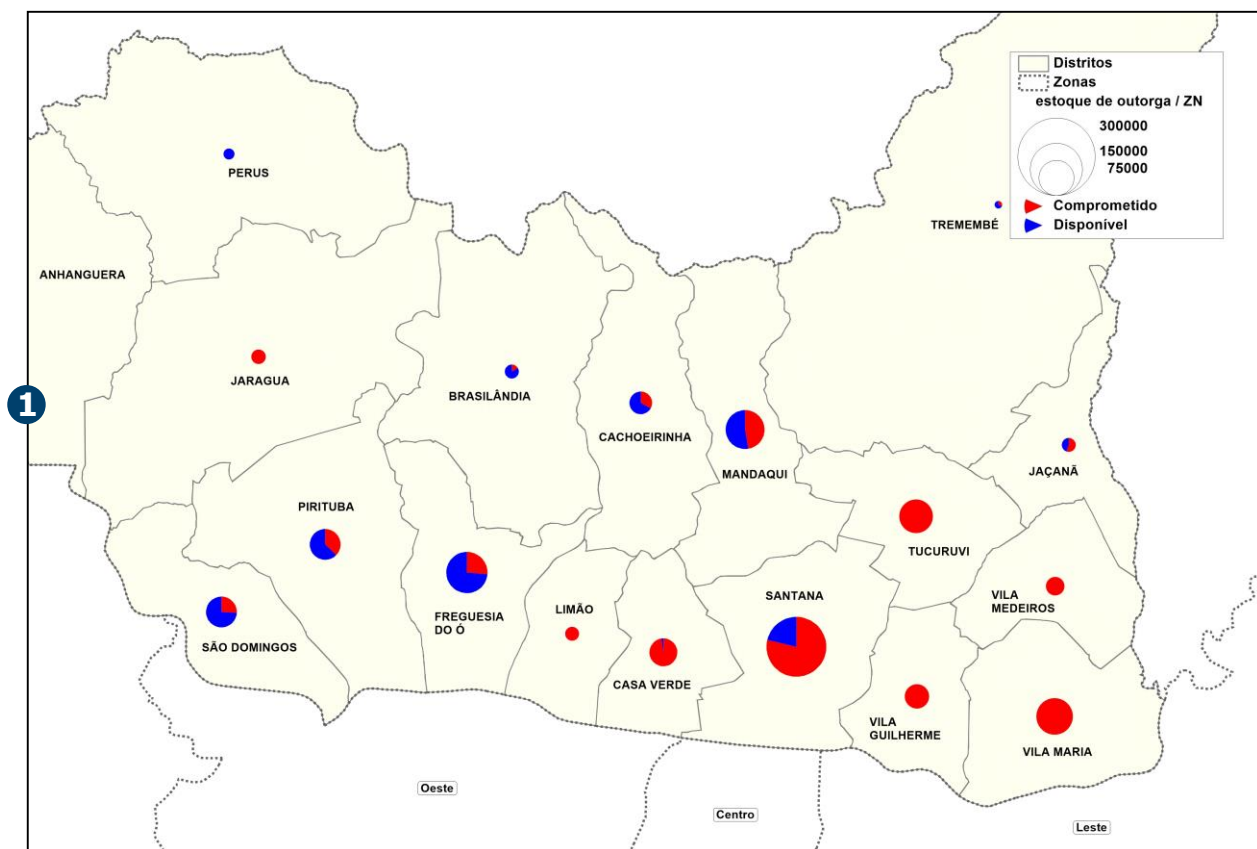 Distritos
Zonas
estoque de outorga / ZN
300000
150000
75000
Comprometido
Disponível
PERUS
TREMEMBÉ
ANHANGUERA
JARAGUA
BRASILÂNDIA
CACHOEIRINHA
MANDAQUI
JAÇANÃ
1
PIRITUBA
TUCURUVI
SÃO DOMINGOS
FREGUESIA
DO Ó
LIMÃO
CASA VERDE
SANTANA
VILA
MEDEIROS
VILA
GUILHERME
VILA MARIA
Oeste
Centro
Leste